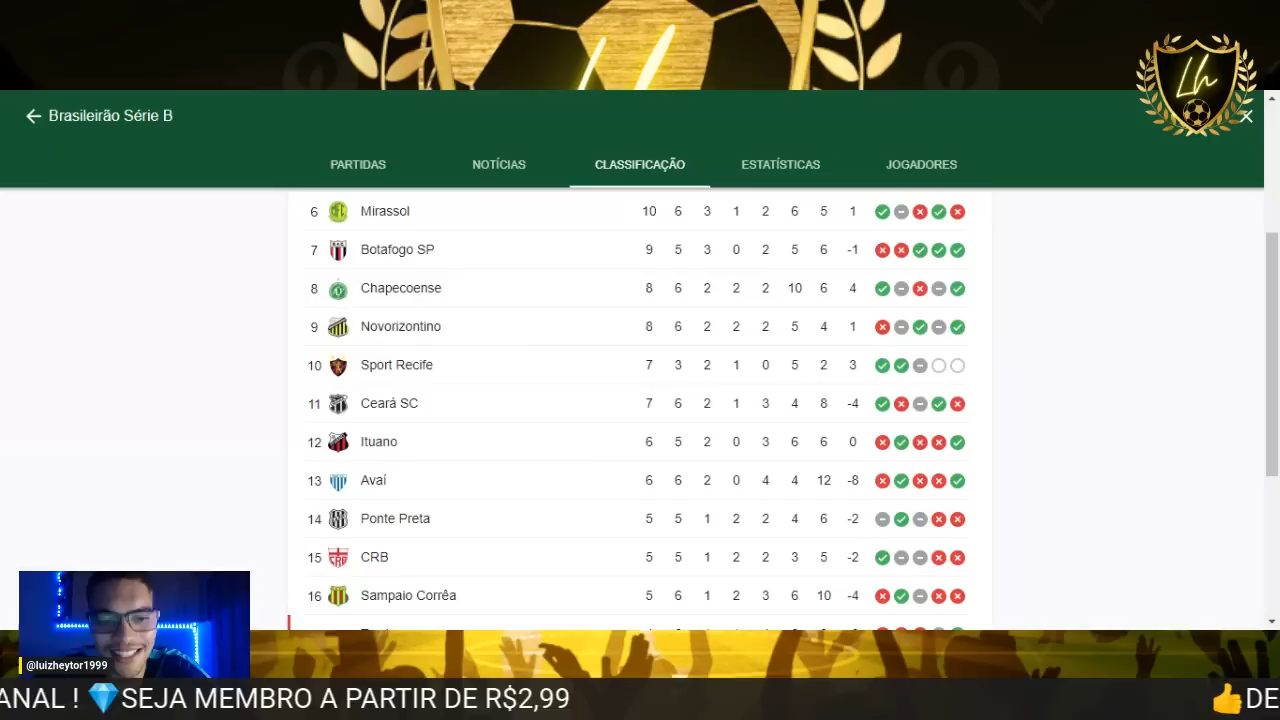 Lh
← Brasileirão Série B
PARTIDAS NOTÍCIAS CLASSIFICAÇÃO ESTATÍSTICAS JOGADORES
6 Mirassol 10 6 3 1 2 6 5 1
7 Botafogo SP 9 5 3 0 2 5 6 -1
8 Chapecoense 8 6 2 2 2 10 6 4
9 Novorizontino 8 6 2 2 2 5 4 1
10 Sport Recife 7 3 2 1 0 5 2 3
11 Ceará SC 7 6 2 1 3 4 8 -4
12 Ituano 6 5 2 0 3 6 6 0
13 Avaí 6 6 2 0 4 4 12 -8
14 Ponte Preta 5 5 1 2 2 4 6 -2
15 CRB 5 5 1 2 2 3 5 -2
16 Sampaio Corrêa 5 6 1 2 3 6 10 -4
@luizheytor1999
ANAL ! 💎SEJA MEMBRO A PARTIR DE R$2,99 👍DE